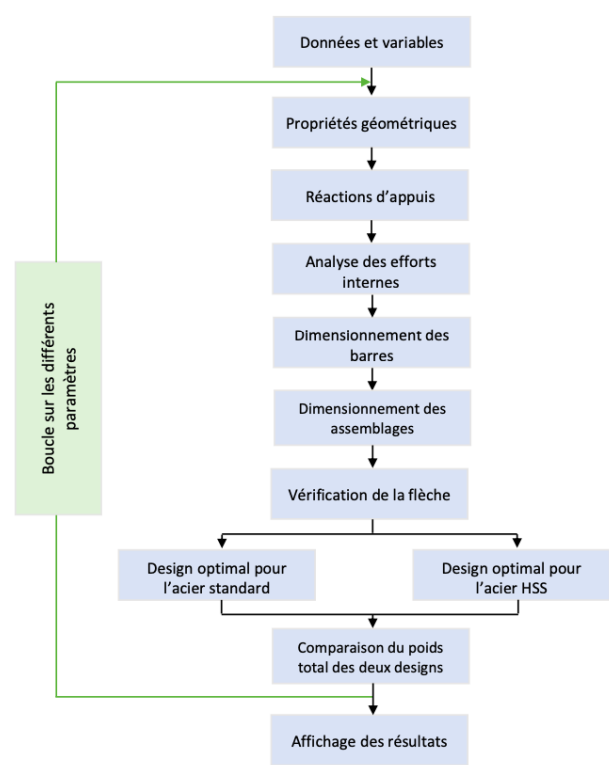 Données et variables
Propriétés géométriques
Réactions d'appuis
Analyse des efforts
internes
Dimensionnement des
barres
Dimensionnement des
assemblages
Vérification de la flèche
Design optimal pour
l'acier standard
Design optimal pour
l'acier HSS
Comparaison du poids
total des deux designs
Affichage des résultats
Boucle sur les différents
paramètres